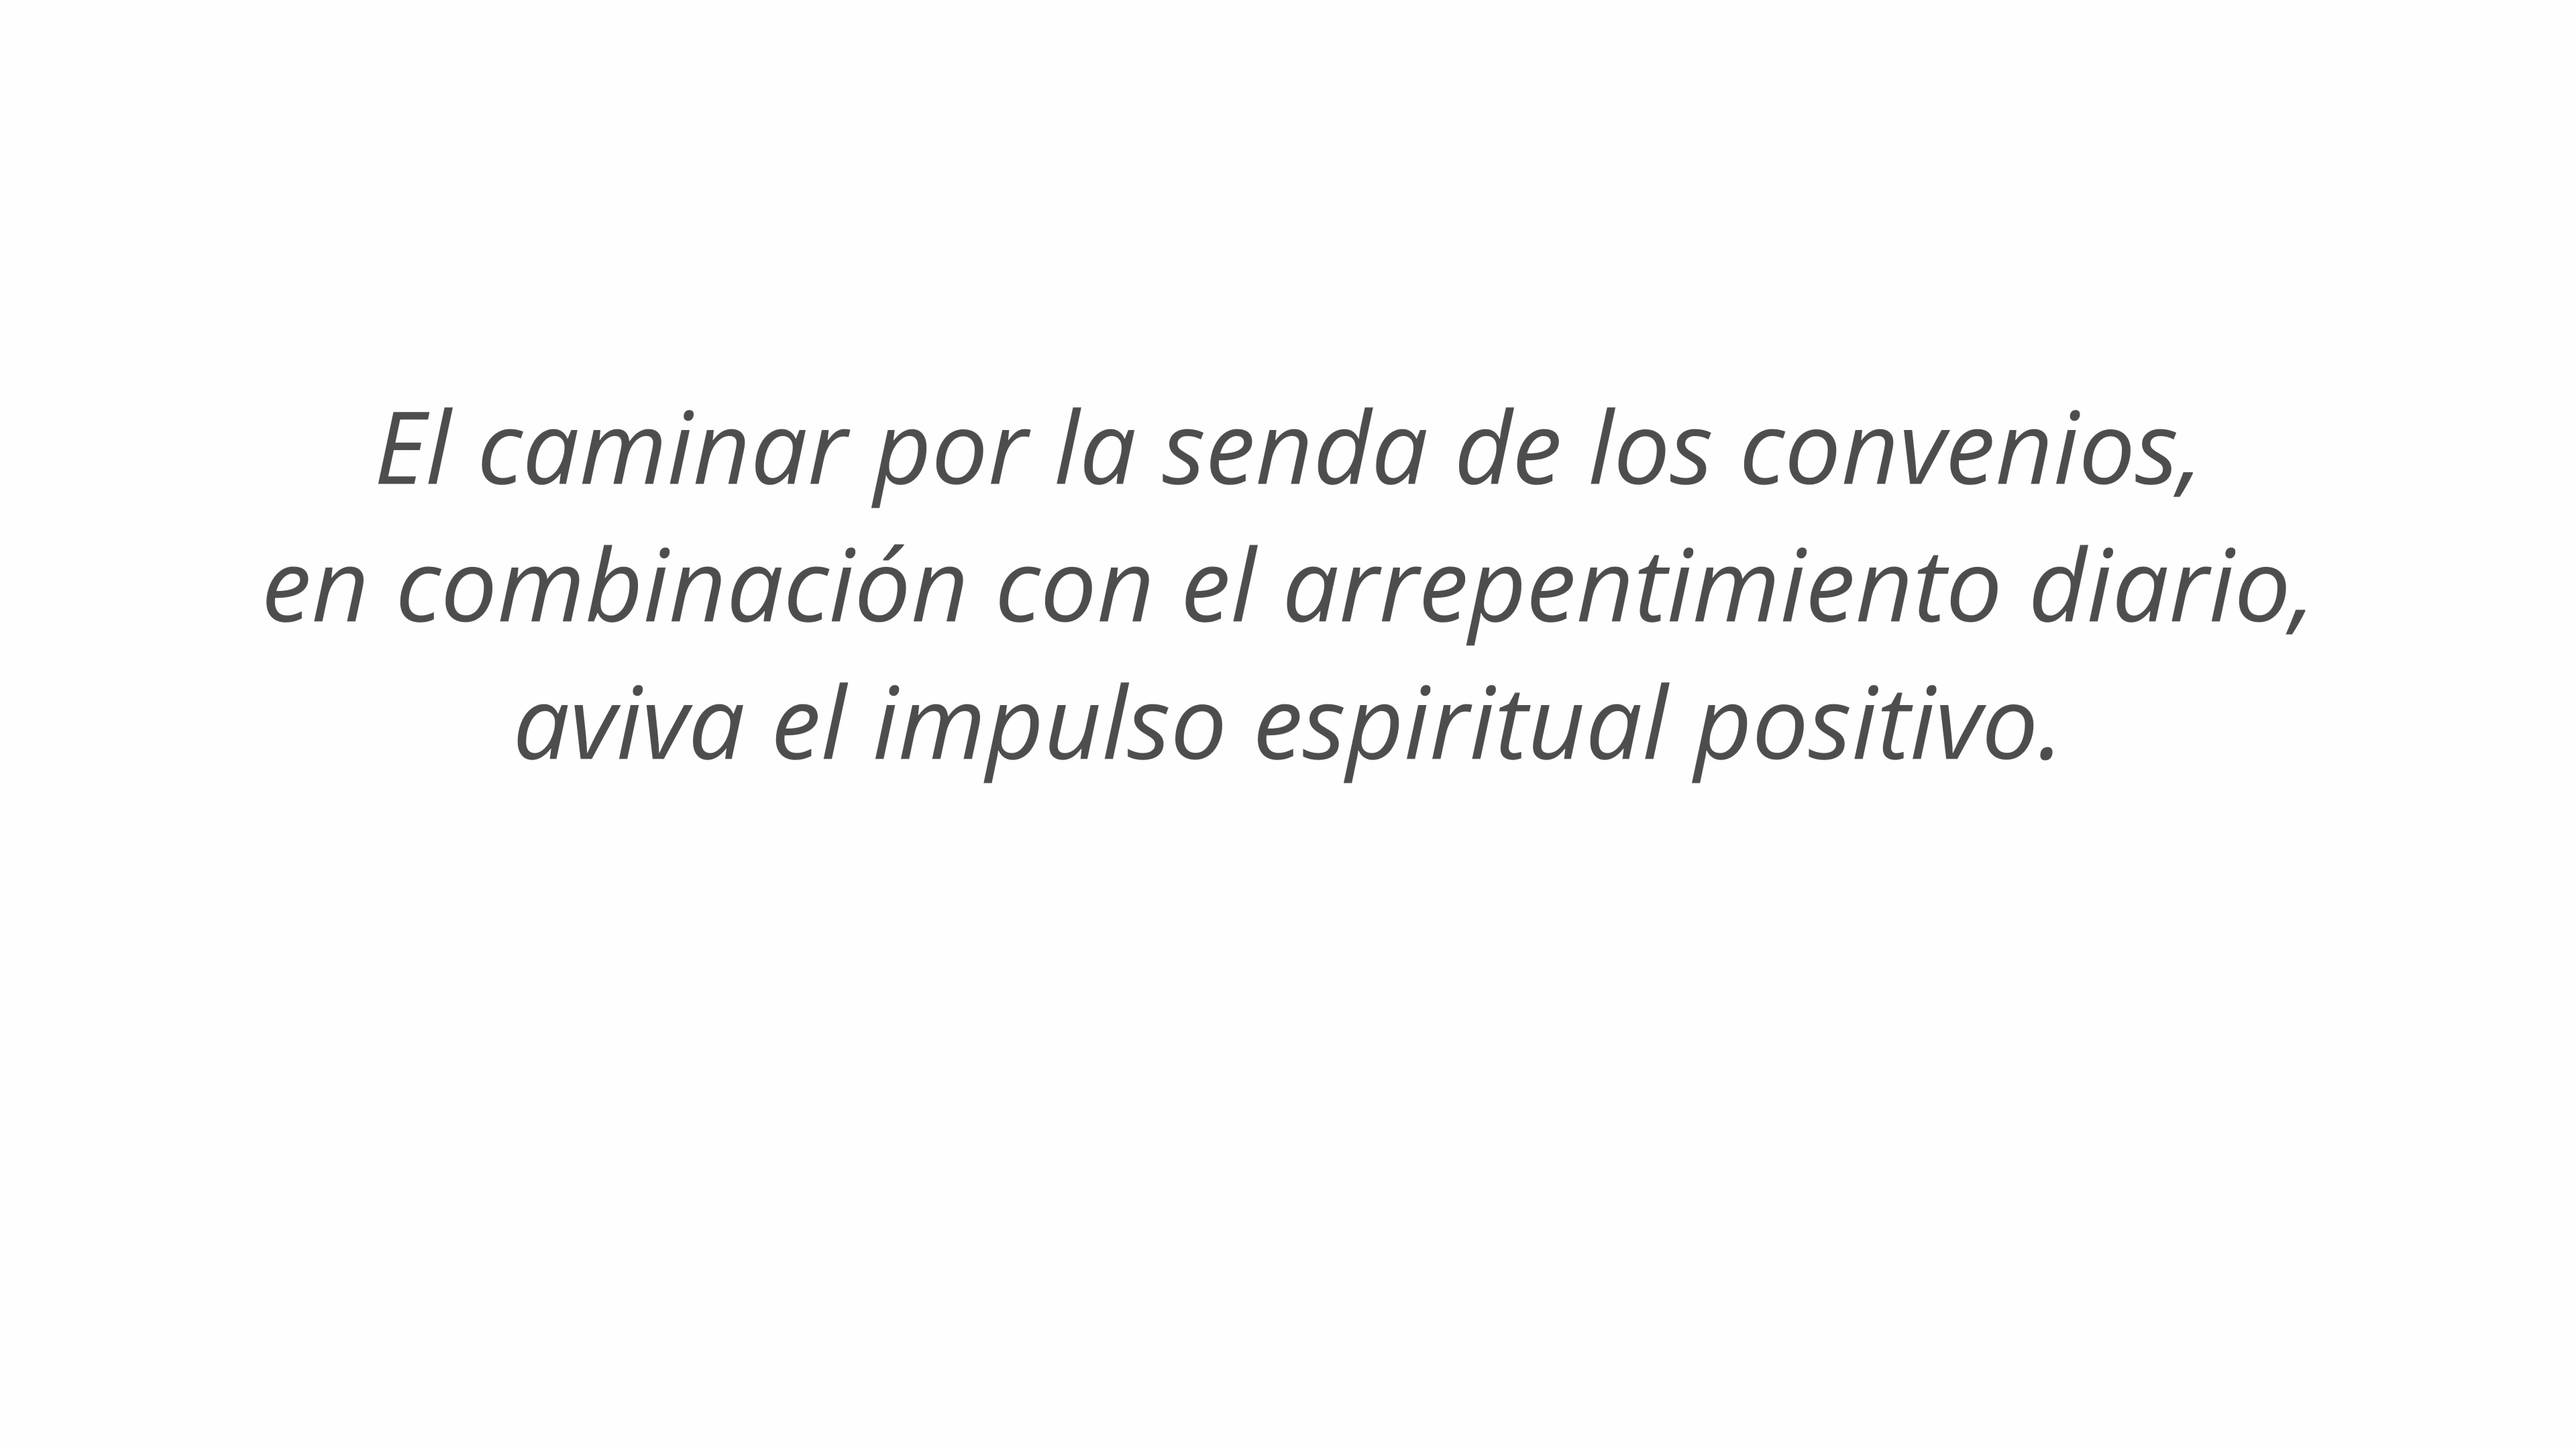 El caminar por la senda de los convenios,
en combinación con el arrepentimiento diario,
aviva el impulso espiritual positivo.